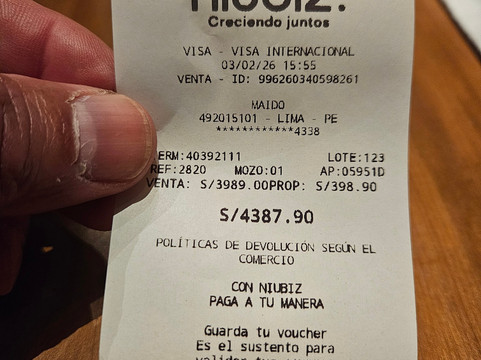 NIUBIZ.
Creciendo juntos
VISA - VISA INTERNACIONAL
03/02/26 15:55
VENTA - ID: 996260340598261
MAIDO
492015101 - LIMA - PE
************4338
ERM:40392111 LOTE:123
REF:2820 MOZO:01 AP:05951D
VENTA: S/3989.00PROP: S/398.90
S/4387.90
POLÍTICAS DE DEVOLUCIÓN SEGÚN EL
COMERCIO
CON NIUBIZ
PAGA A TU MANERA
Guarda tu voucher
Es el sustento para